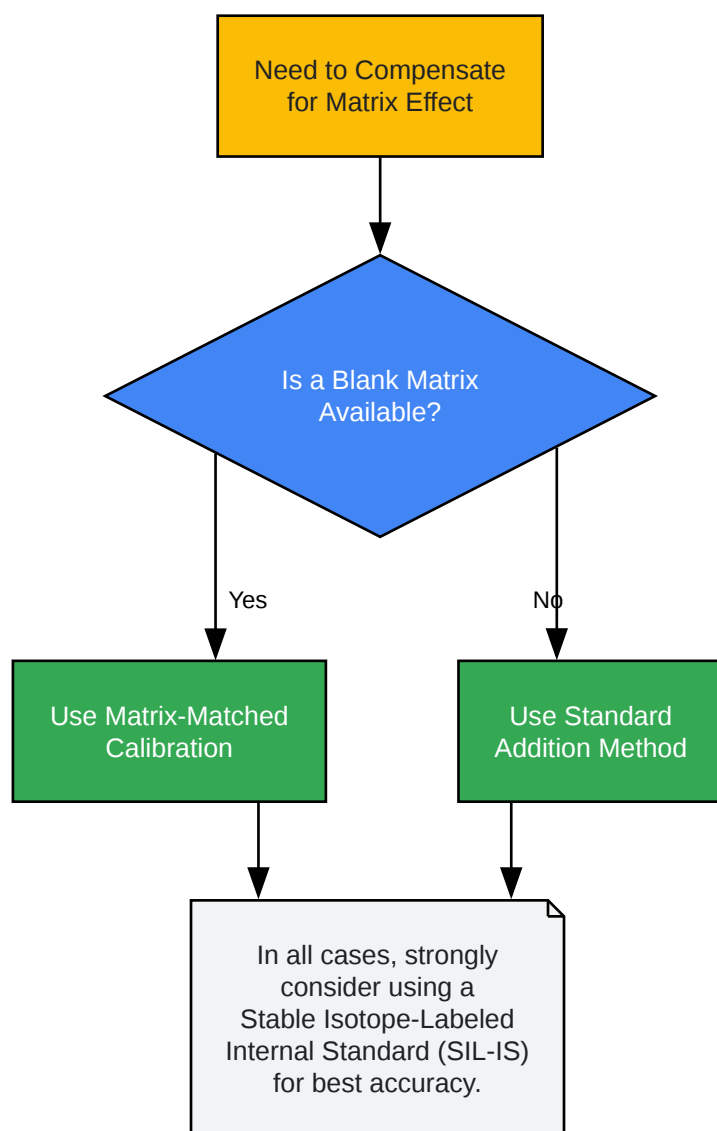 Need to Compensate
for Matrix Effect
Is a Blank Matrix
Available?
Yes
No
Use Matrix-Matched
Calibration
Use Standard
Addition Method
In all cases, strongly
consider using a
Stable Isotope-Labeled
Internal Standard (SIL-IS)
for best accuracy.